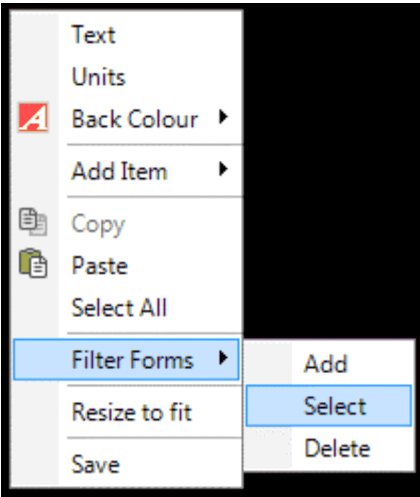 Text
Units
Back Colour
Add Item
Copy
Paste
Select All
Filter Forms
Add
Resize to fit
Select
Save
Delete